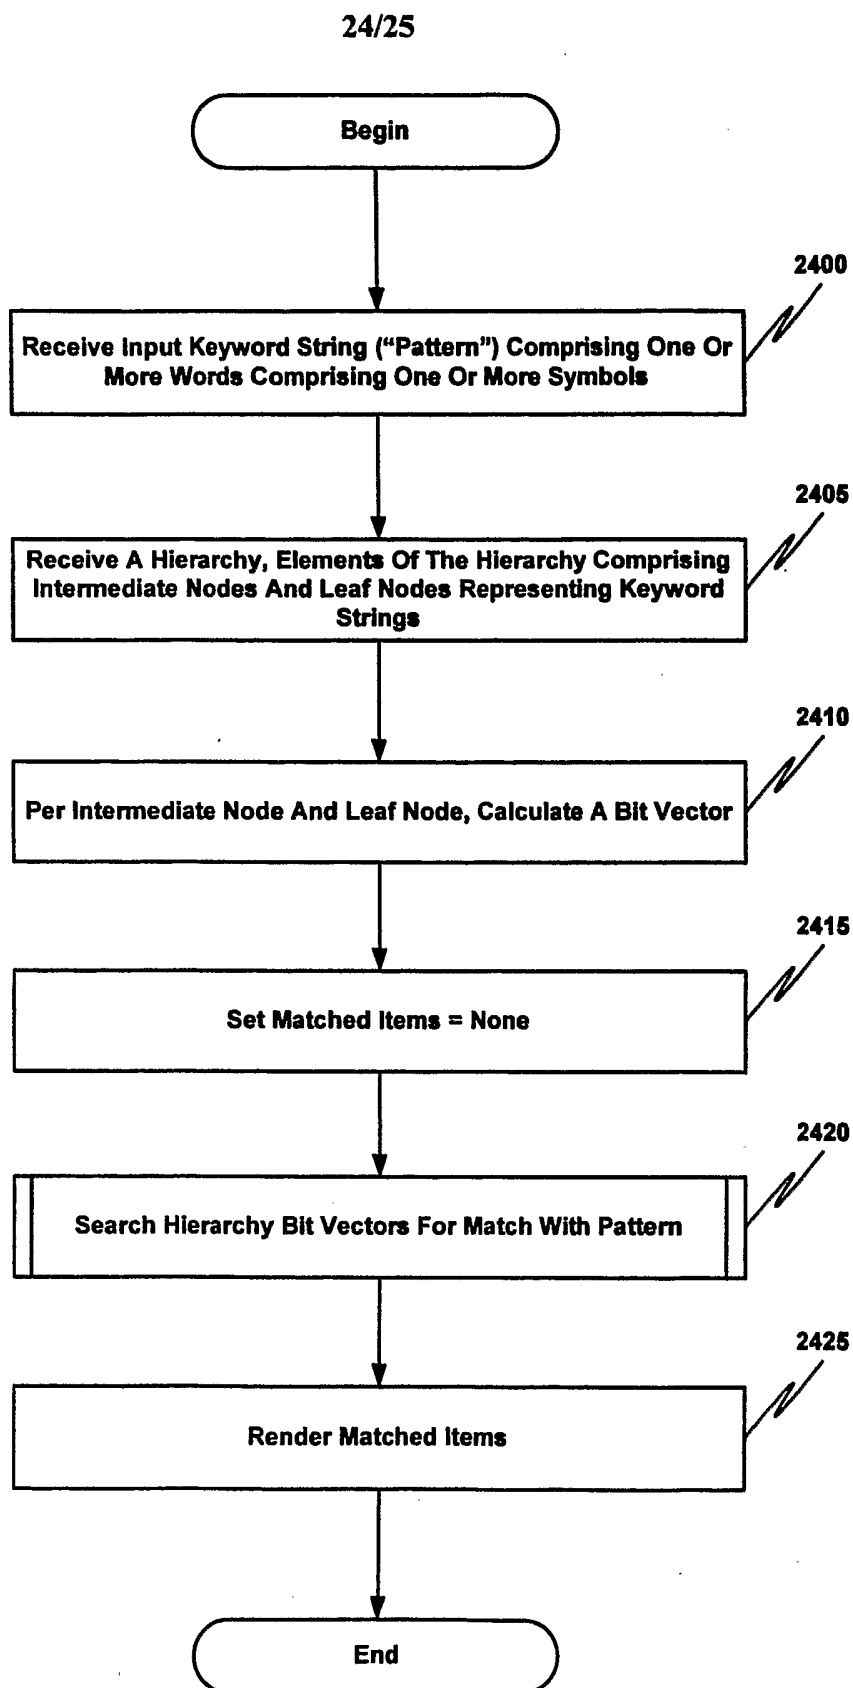 24/25
Begin
2400
Receive Input Keyword String (“Pattern”) Comprising One Or
More Words Comprising One Or More Symbols
2405
Receive A Hierarchy, Elements Of The Hierarchy Comprising
Intermediate Nodes And Leaf Nodes Representing Keyword
Strings
2410
Per Intermediate Node And Leaf Node, Calculate A Bit Vector
2415
Set Matched Items = None
2420
Search Hierarchy Bit Vectors For Match With Pattern
2425
Render Matched Items
End